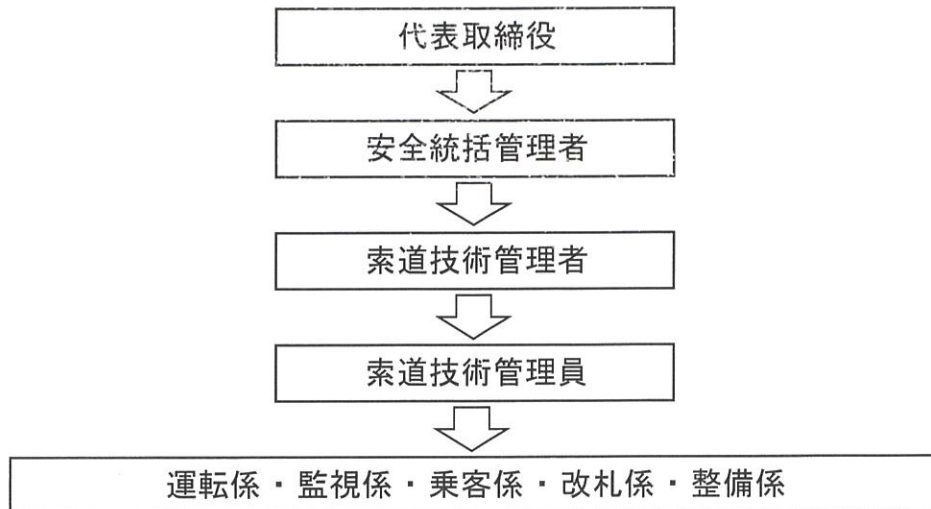 代表取締役
安全統括管理者
索道技術管理者
索道技術管理員
運転係・監視係・乗客係・改札係・整備係